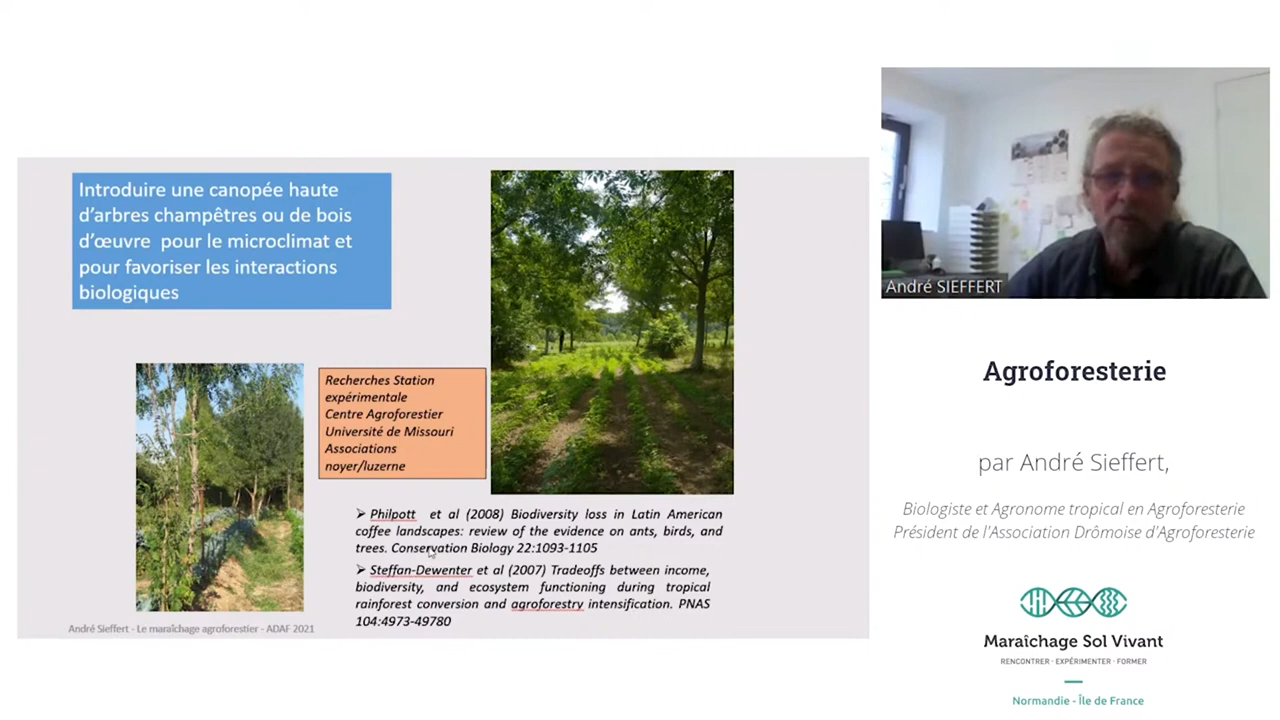 Introduire une canopée haute
d'arbres champêtres ou de bois
d'œuvre pour le microclimat et
pour favoriser les interactions
biologiques
Recherches Station
expérimentale
Centre Agroforestier
Université de Missouri
Associations
noyer/luzerne
➢ Philpott et al (2008) Biodiversity loss in Latin American
coffee landscapes: review of the evidence on ants, birds, and
trees. Conservation Biology 22:1093-1105
➢ Steffan-Dewenter et al (2007) Tradeoffs between income,
biodiversity, and ecosystem functioning during tropical
rainforest conversion and agroforestry intensification. PNAS
104:4973-49780
André Sieffert - Le maraîchage agroforestier - ADAF 2021
André SIEFFERT
Agroforesterie
par André Sieffert,
Biologiste et Agronome tropical en Agroforesterie
Président de l'Association Drômoise d'Agroforesterie
Maraîchage Sol Vivant
RENCONTRER · EXPÉRIMENTER · FORMER
Normandie - Île de France